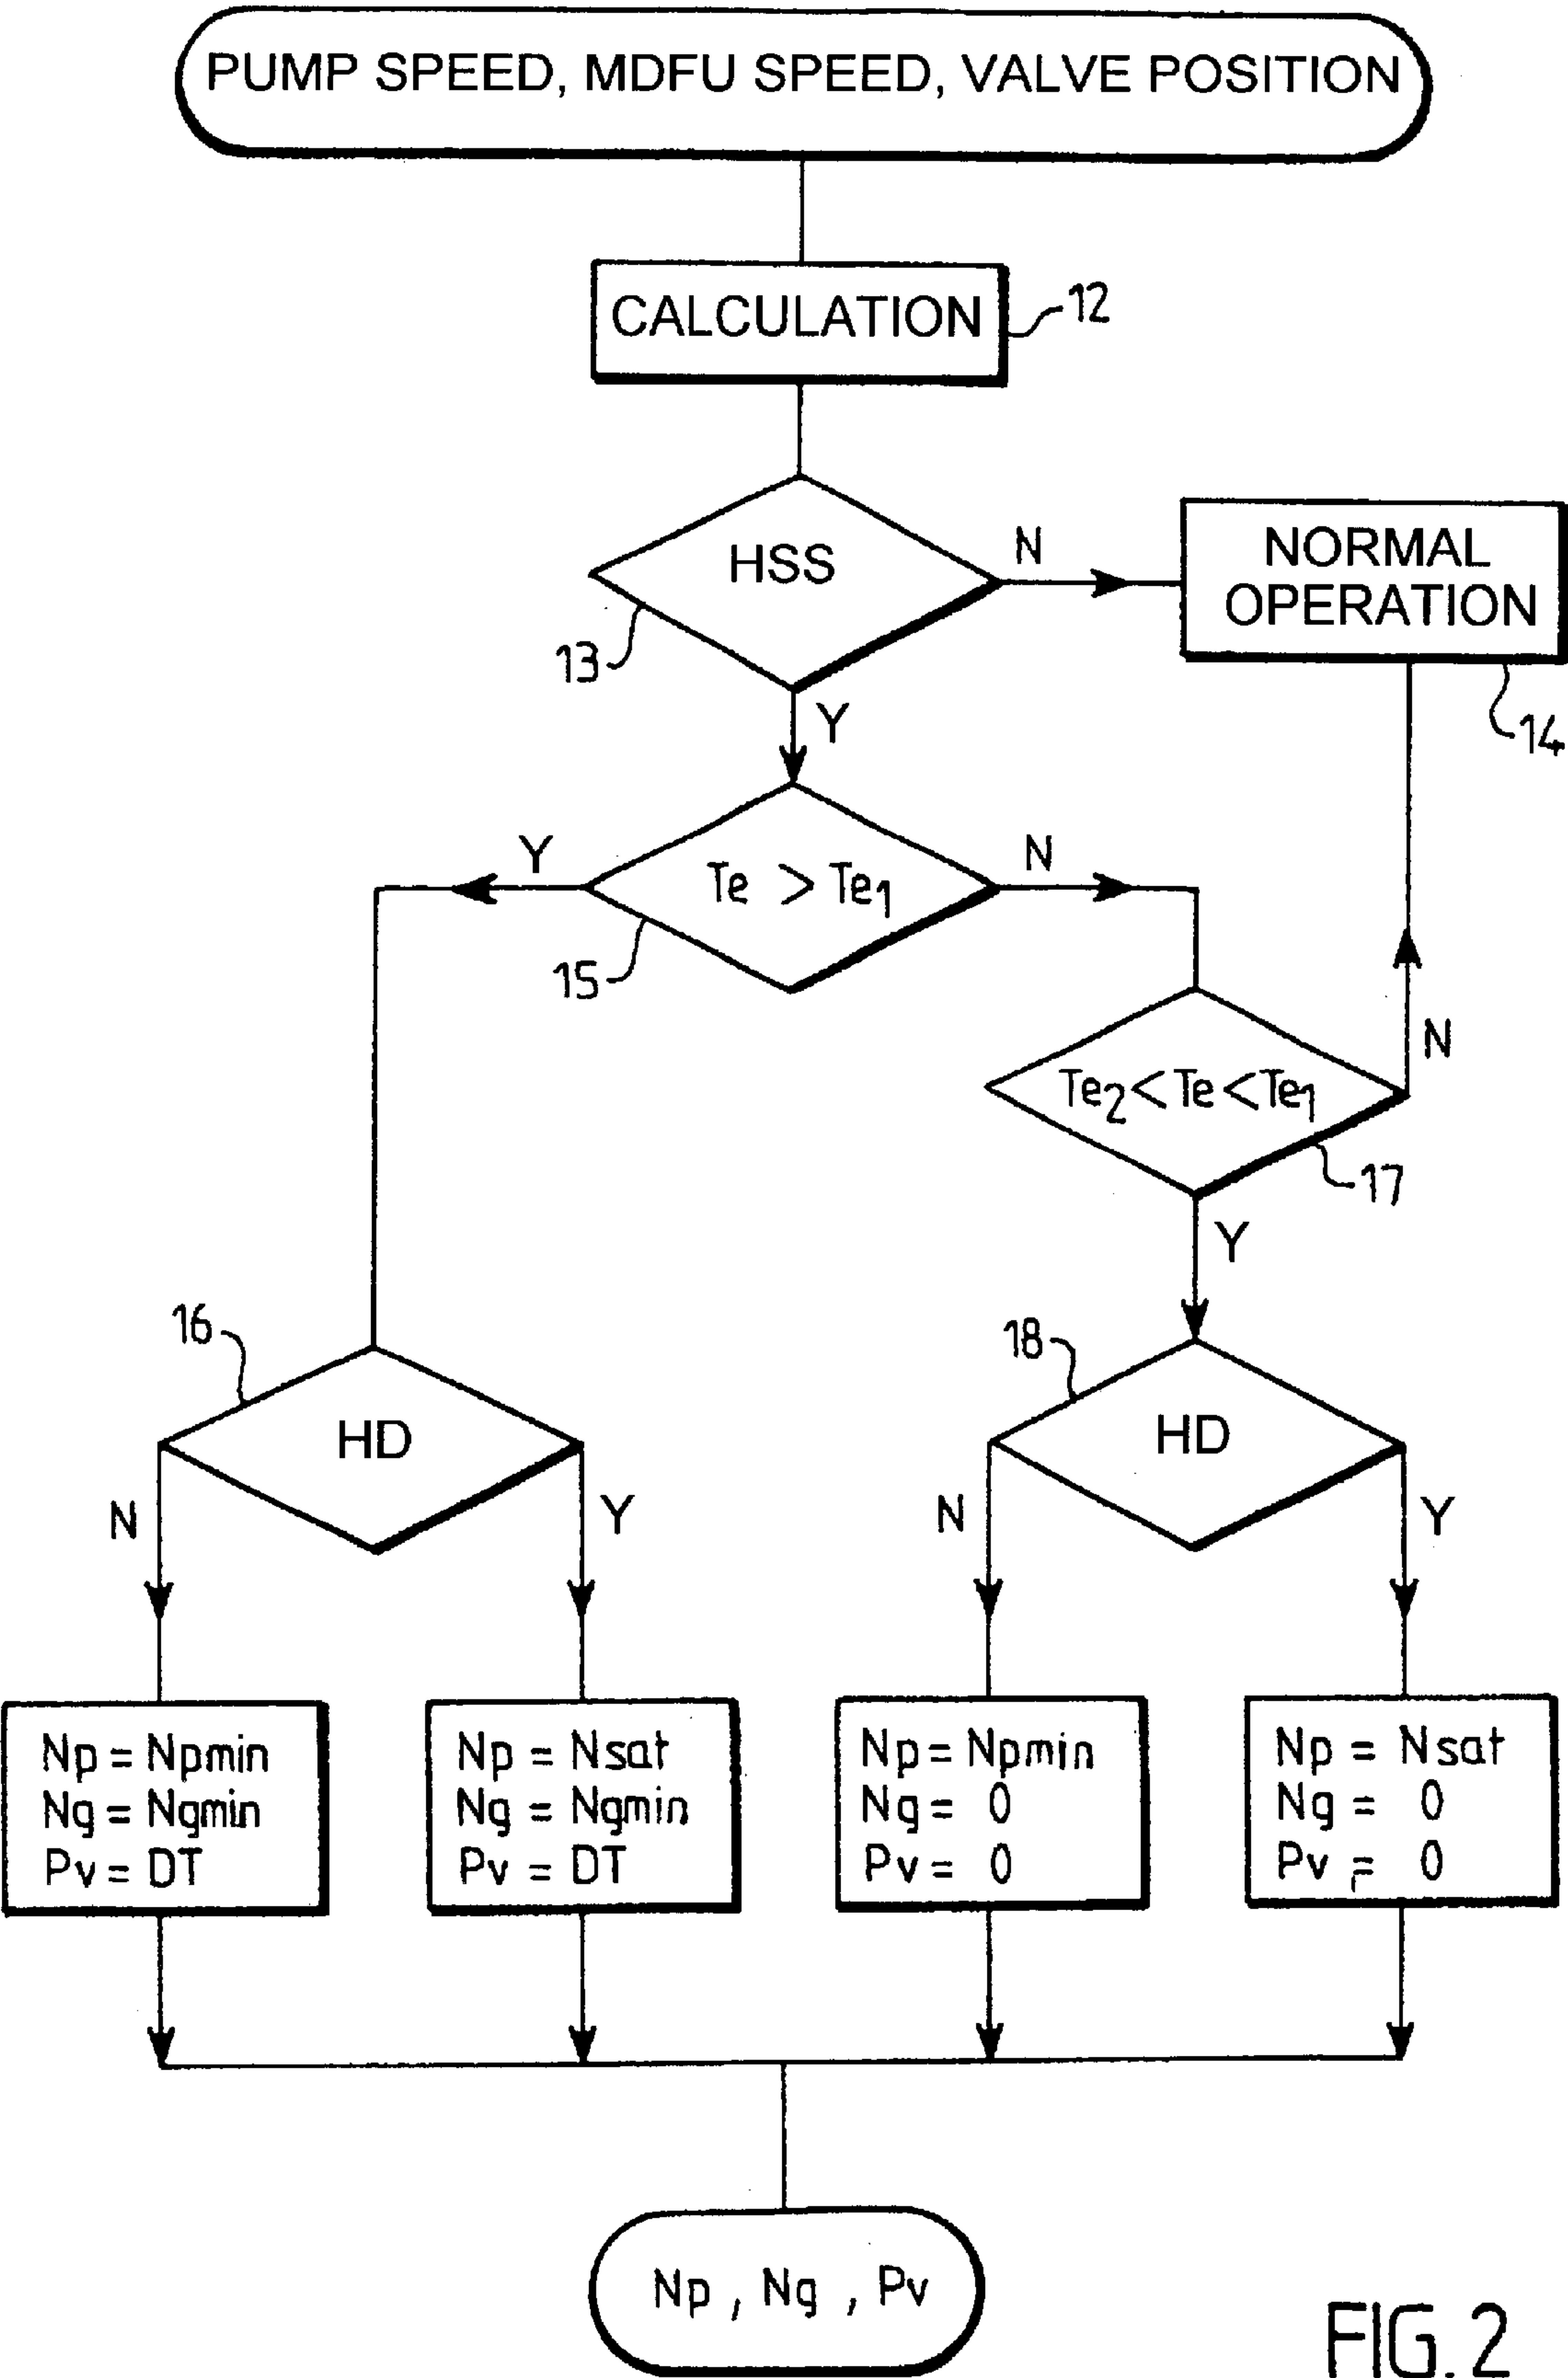 PUMP SPEED, MDFU SPEED, VALVE POSITION
CALCULATION
12
HSS
N
NORMAL
OPERATION
13
Y
14
Y
Te > Te1
N
15
Te2 < Te < Te1
N
17
Y
16
18
HD
HD
N
Y
N
Y
Np = Npmin
Ng = Ngmin
Pv = DT
Np = Nsat
Ng = Ngmin
Pv = DT
Np = Npmin
Ng = 0
Pv = 0
Np = Nsat
Ng = 0
Pv = 0
Np , Ng , Pv
FIG. 2